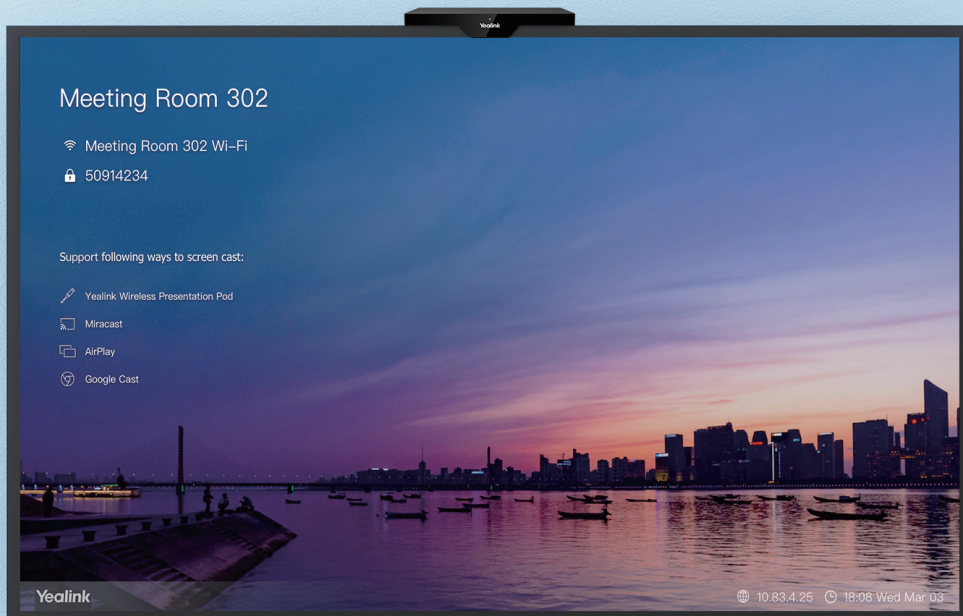 Yealink
Meeting Room 302
Meeting Room 302 Wi-Fi
50914234
Support following ways to screen cast:
Yealink Wireless Presentation Pod
Miracast
AirPlay
Google Cast
Yealink
10.83.4.25
18:08 Wed Mar 03